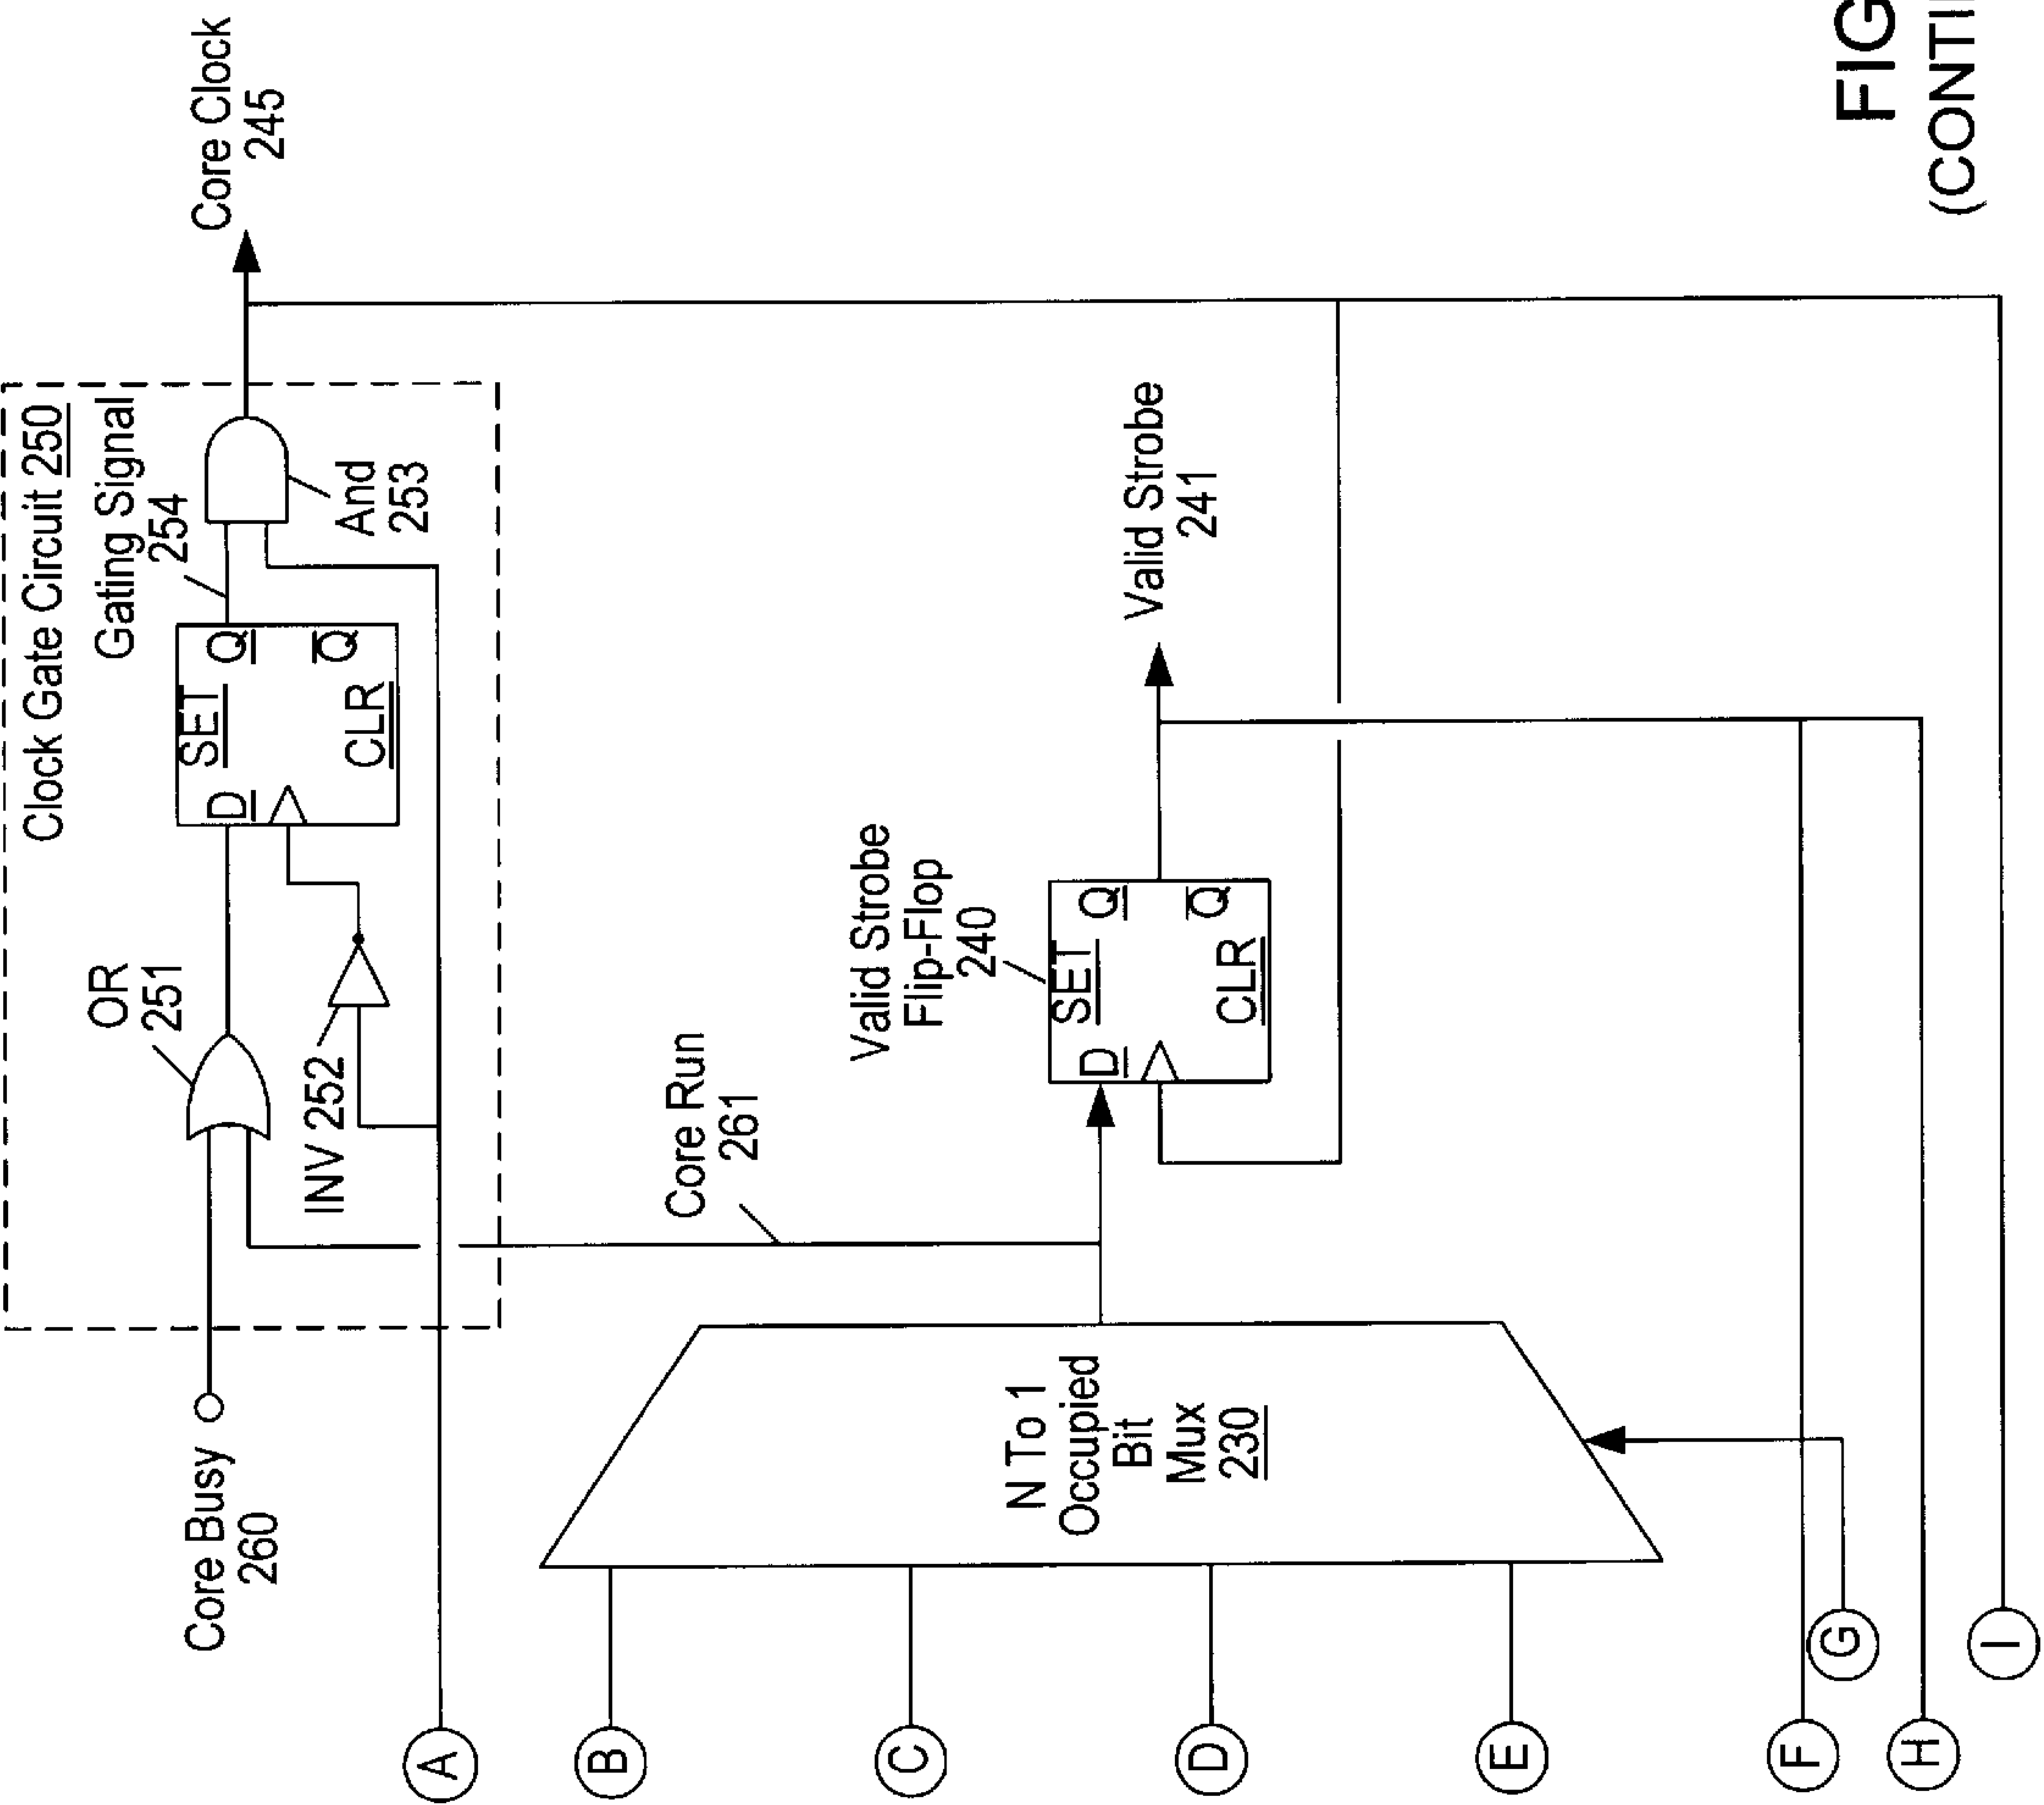 Clock Gate Circuit 250
Gating Signal
254
OR
251
D
SET
Q
CLR
Q
INV 252
And
253
Core Clock
245
Core Busy
260
Core Run
261
Valid Strobe
Flip-Flop
240
D
SET
Q
CLR
Q
Valid Strobe
241
N To 1
Occupied
Bit
Mux
230
A
B
C
D
E
F
G
H
I
FIG
(CONTI